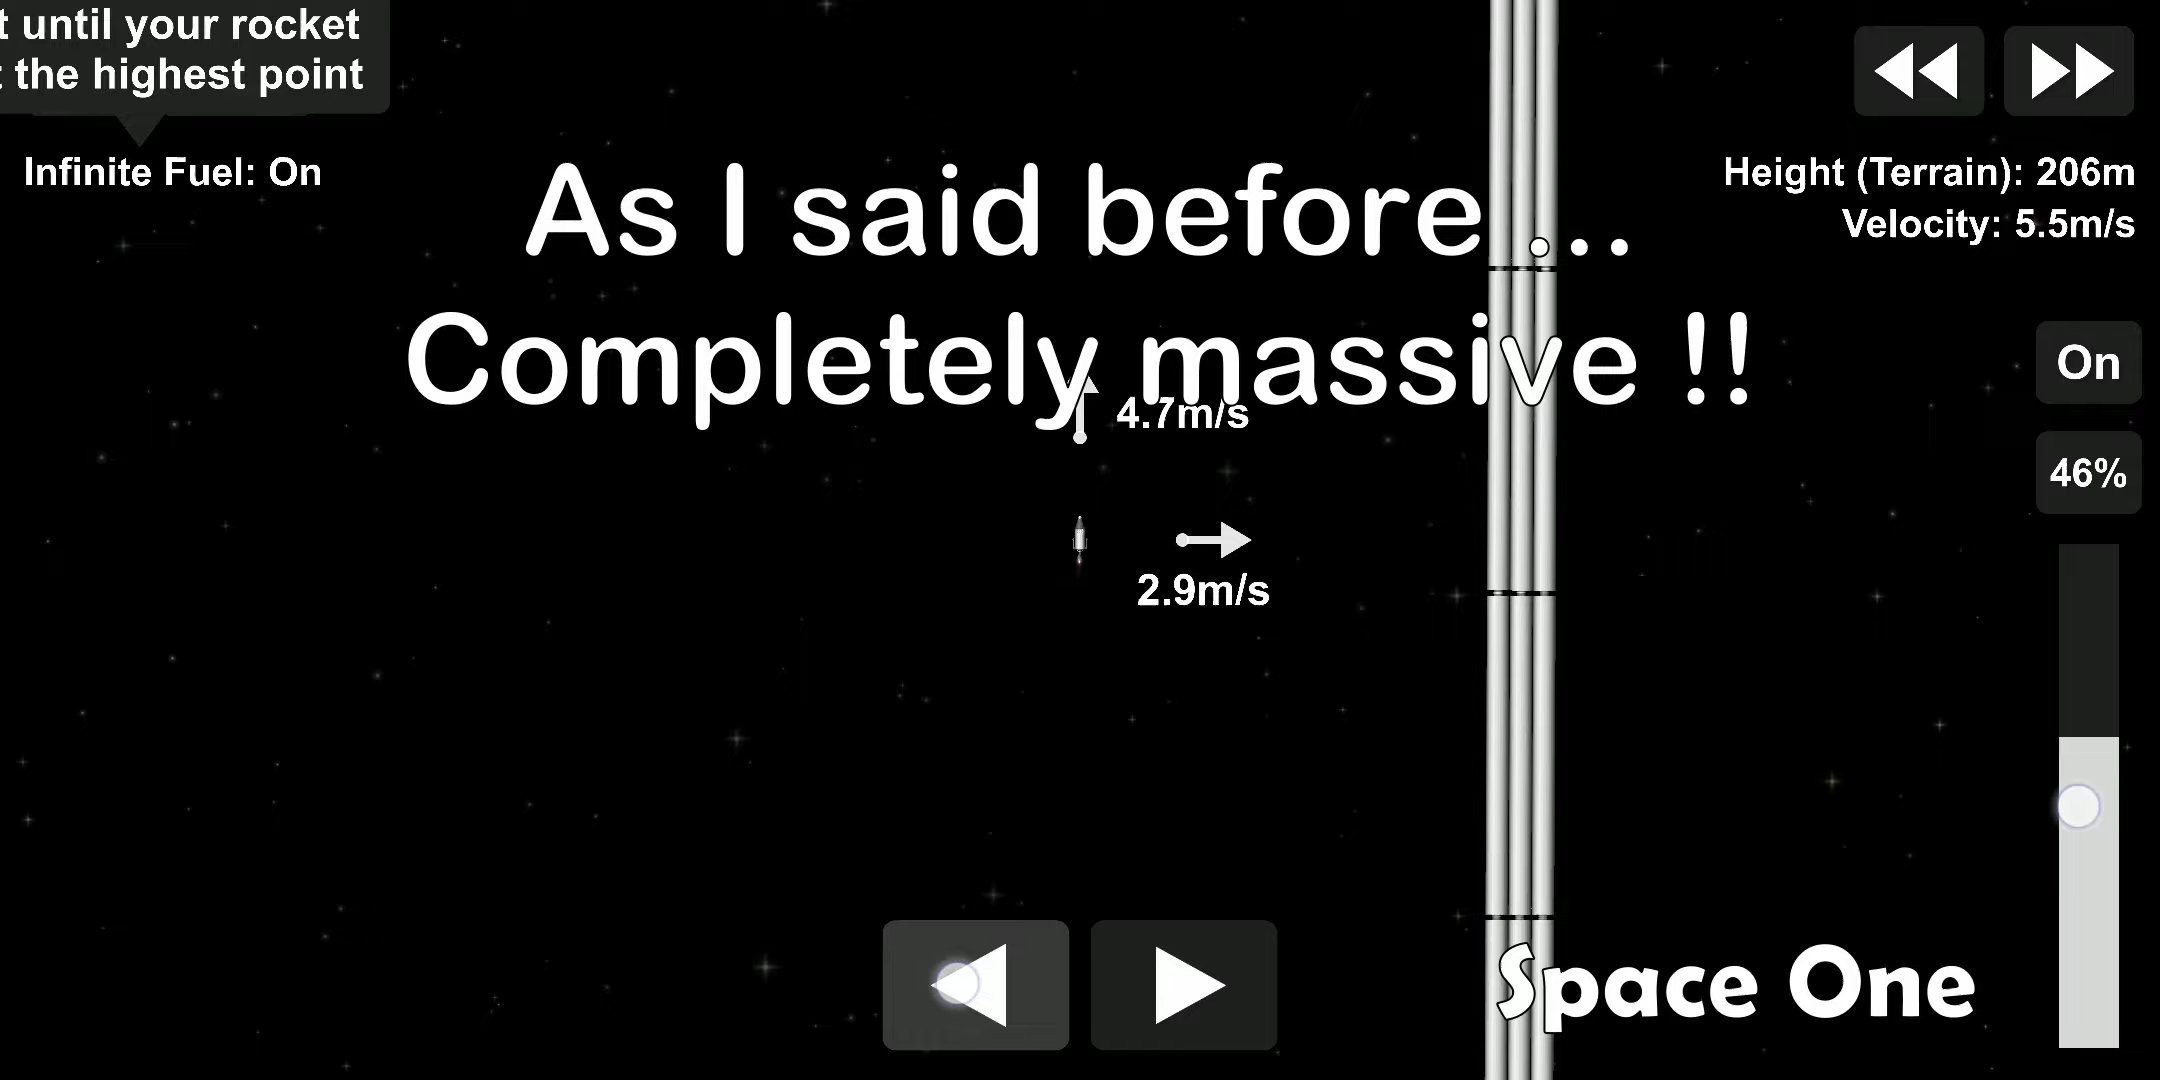 t until your rocket
t the highest point
Infinite Fuel: On
As I said before ...
Completely massive !!
Height (Terrain): 206m
Velocity: 5.5m/s
On
4.7m/s
46%
2.9m/s
Space One